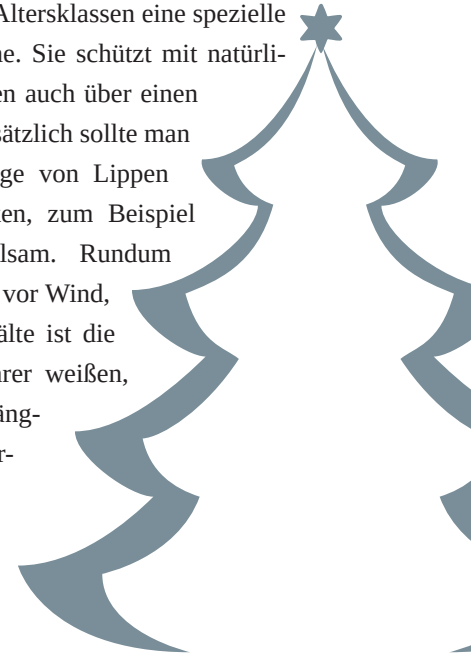 Altersklassen eine spezielle
ne. Sie schützt mit natürli-
en auch über einen
sätzlich sollte man
ge von Lippen
en, zum Beispiel
lsam. Rundum
vor Wind,
älte ist die
rer weißen,
äng-
r-